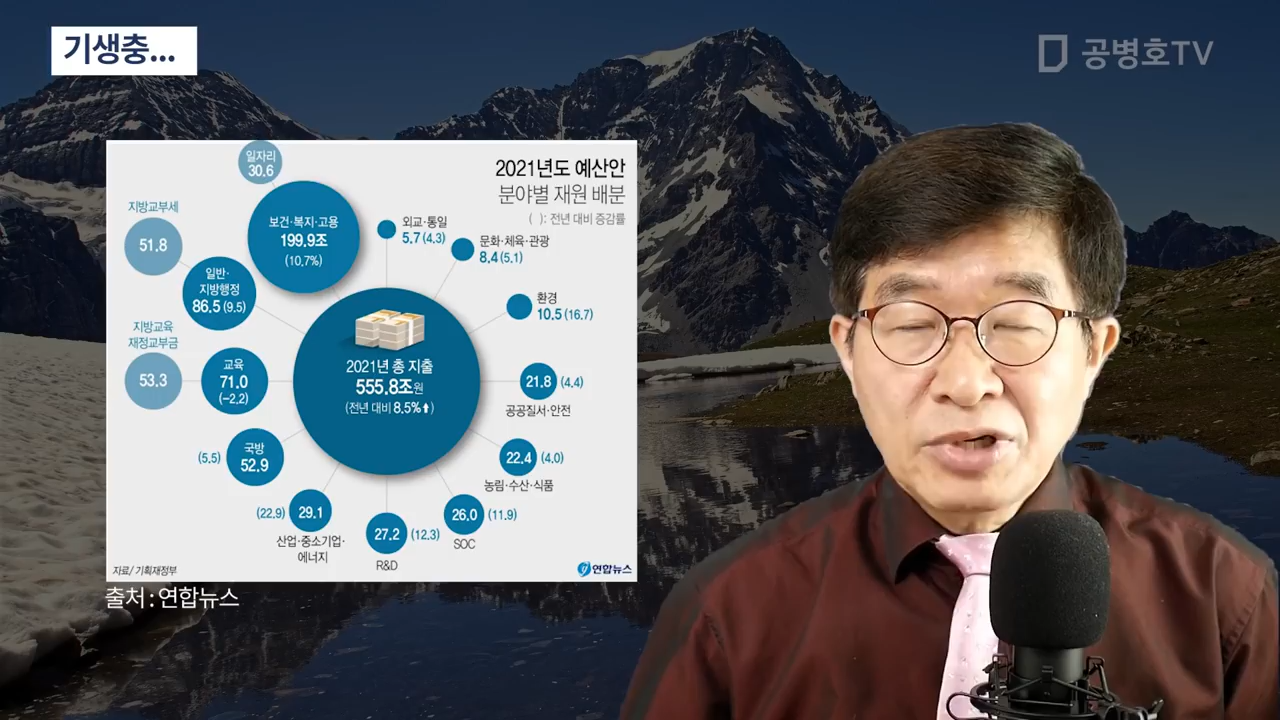 기생충...
공병호TV
2021년도 예산안
분야별 재원 배분
( ): 전년 대비 증감률
일자리
30.6
보건·복지·고용
199.9조
(10.7%)
지방교부세
51.8
일반·
지방행정
86.5 (9.5)
지방교육
재정교부금
53.3
교육
71.0
(-2.2)
국방
52.9
(5.5)
29.1
(22.9)
산업·중소기업·
에너지
27.2
(12.3)
R&D
26.0
(11.9)
SOC
22.4
(4.0)
농림·수산·식품
21.8
(4.4)
공공질서·안전
환경
10.5 (16.7)
문화·체육·관광
8.4 (5.1)
외교·통일
5.7 (4.3)
2021년 총 지출
555.8조원
(전년 대비 8.5%⬆)
자료/ 기획재정부
연합뉴스
출처 : 연합뉴스